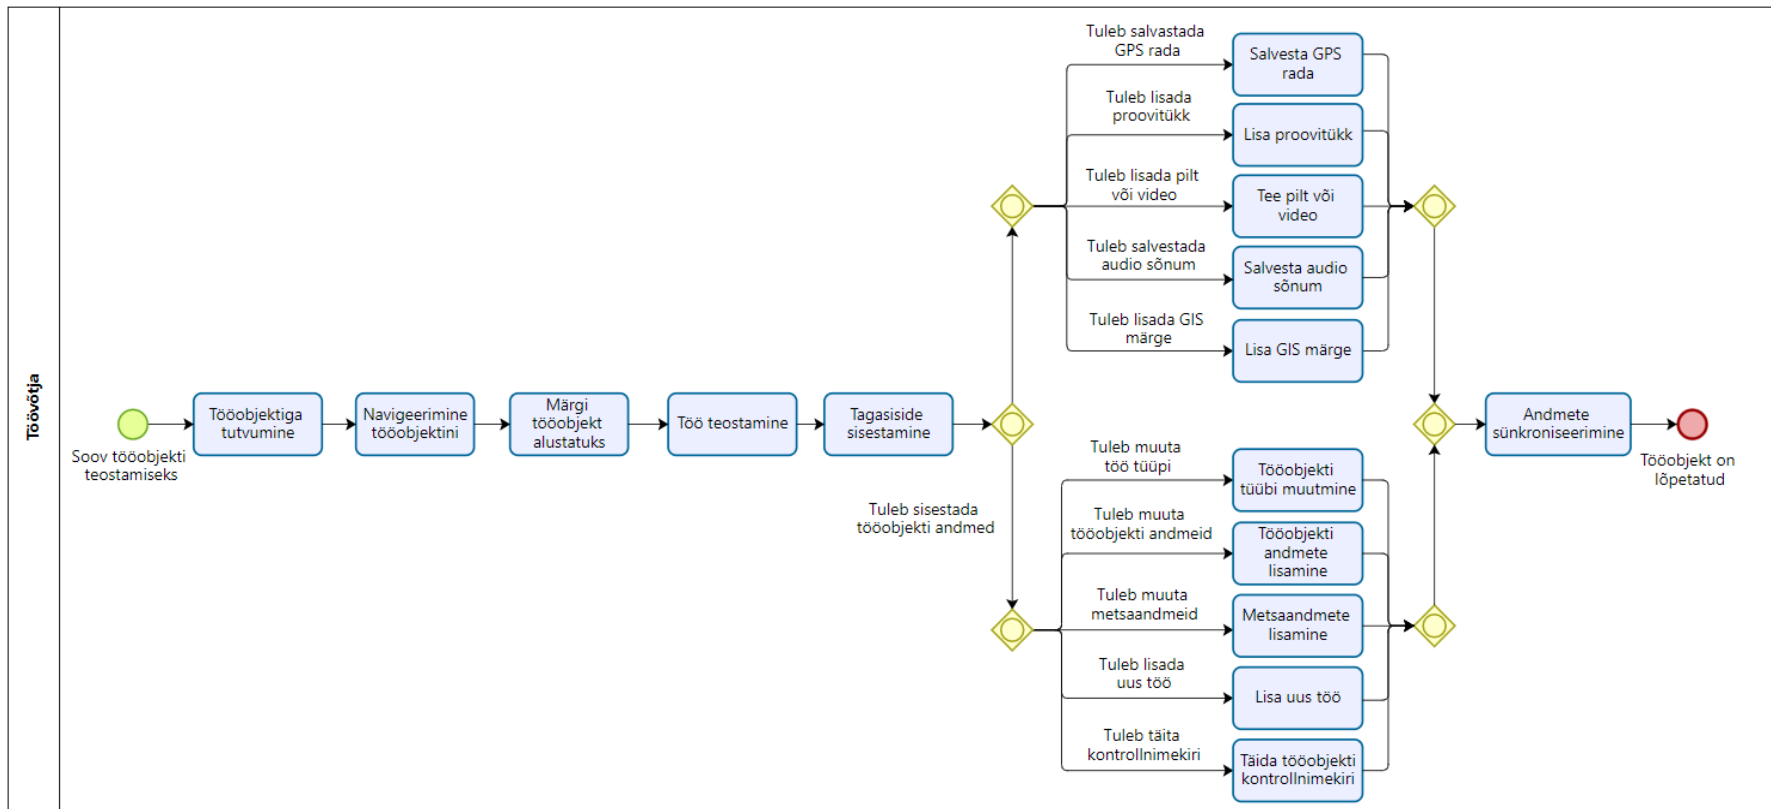 Töövõtja
Soov tööobjekti
teostamiseks
Tööobjektiga
tutvumine
Navigeerimine
tööobjektini
Märgi
tööobjekt
alustatuks
Töö teostamine
Tagasiside
sisestamine
Tuleb salvastada
GPS rada
Salvesta GPS
rada
Tuleb lisada
proovitükk
Lisa proovitükk
Tuleb lisada pilt
või video
Tee pilt või
video
Tuleb salvestada
audio sõnum
Salvesta audio
sõnum
Tuleb lisada GIS
märge
Lisa GIS märge
Tuleb sisestada
tööobjekti andmed
Tuleb muuta
töö tüüpi
Tööobjekti
tüübi muutmine
Tuleb muuta
tööobjekti andmeid
Tööobjekti
andmete
lisamine
Tuleb muuta
metsaandmeid
Metsaandmete
lisamine
Tuleb lisada
uus töö
Lisa uus töö
Tuleb täita
kontrollnimekiri
Täida tööobjekti
kontrollnimekiri
Andmete
sünkroniseerimine
Tööobjekt on
lõpetatud